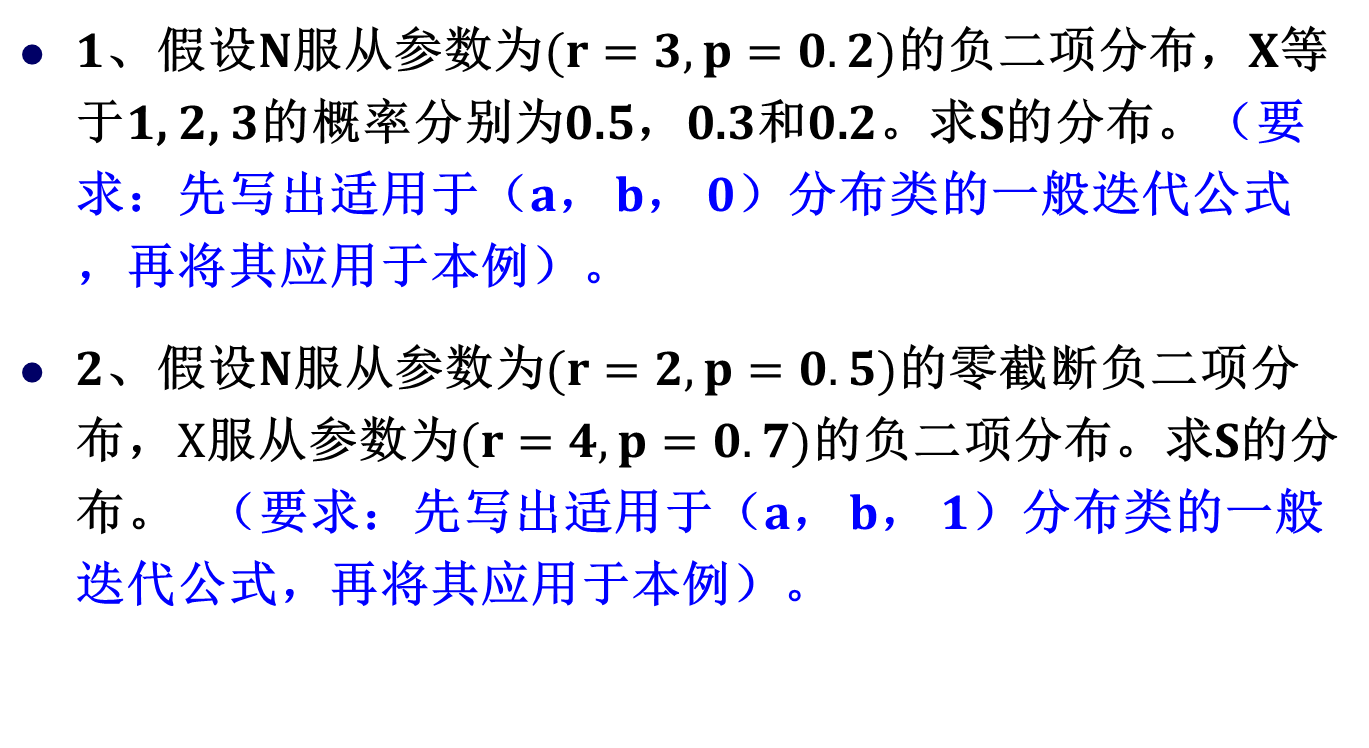 • 1、假设N服从参数为(r = 3, p = 0.2)的负二项分布，X等
于1, 2, 3的概率分别为0.5，0.3和0.2。求S的分布。（要
求：先写出适用于（a， b， 0）分布类的一般迭代公式
，再将其应用于本例）。
• 2、假设N服从参数为(r = 2, p = 0.5)的零截断负二项分
布，X服从参数为(r = 4, p = 0.7)的负二项分布。求S的分
布。 （要求：先写出适用于（a， b， 1）分布类的一般
迭代公式，再将其应用于本例）。